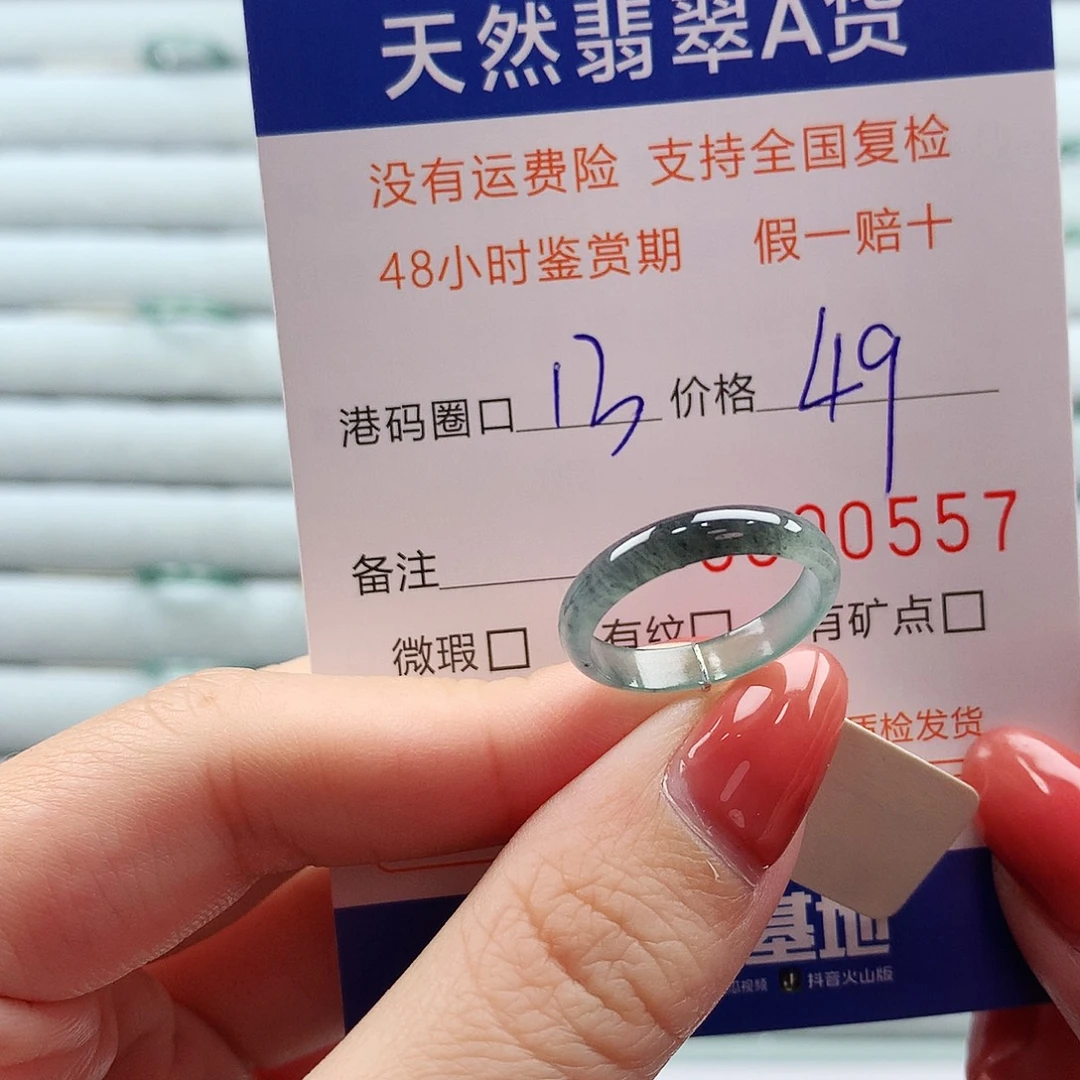 天然翡翠A货
没有运费险 支持全国复检
48小时鉴赏期 假一赔十
港码圈口 13 价格 49
00557
备注
微瑕□ 有纹□ 有矿点□
质检发货
基地
瓜视频 抖音火山版